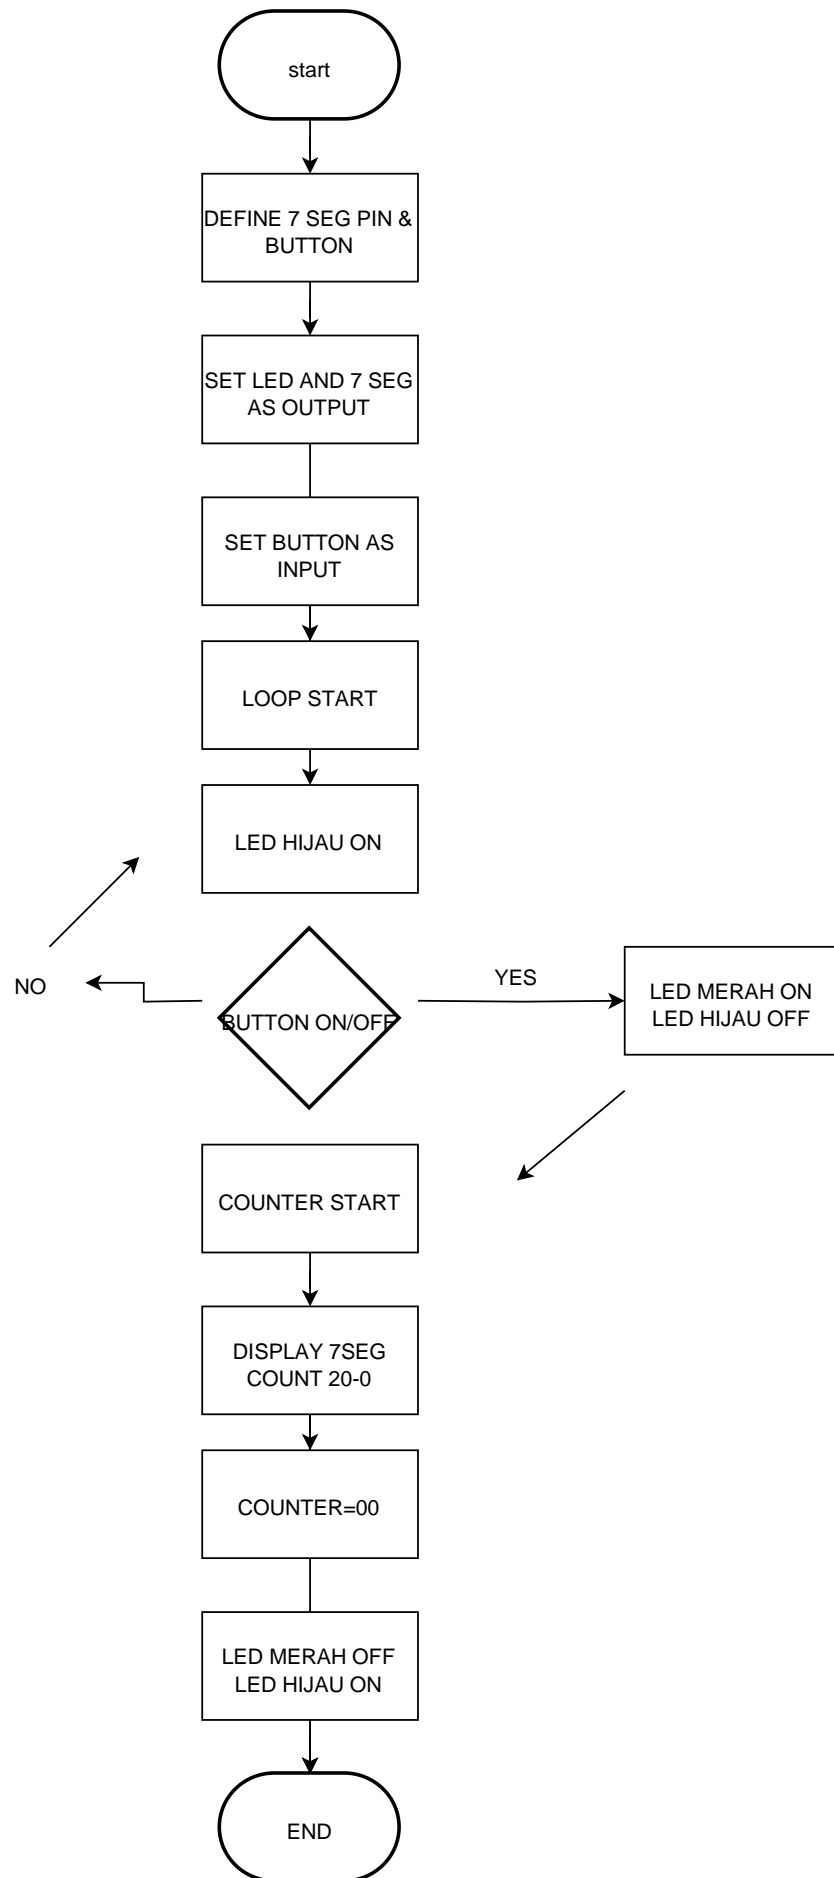 start
DEFINE 7 SEG PIN &
BUTTON
SET LED AND 7 SEG
AS OUTPUT
SET BUTTON AS
INPUT
LOOP START
LED HIJAU ON
NO
BUTTON ON/OFF
YES
LED MERAH ON
LED HIJAU OFF
COUNTER START
DISPLAY 7SEG
COUNT 20-0
COUNTER=00
LED MERAH OFF
LED HIJAU ON
END